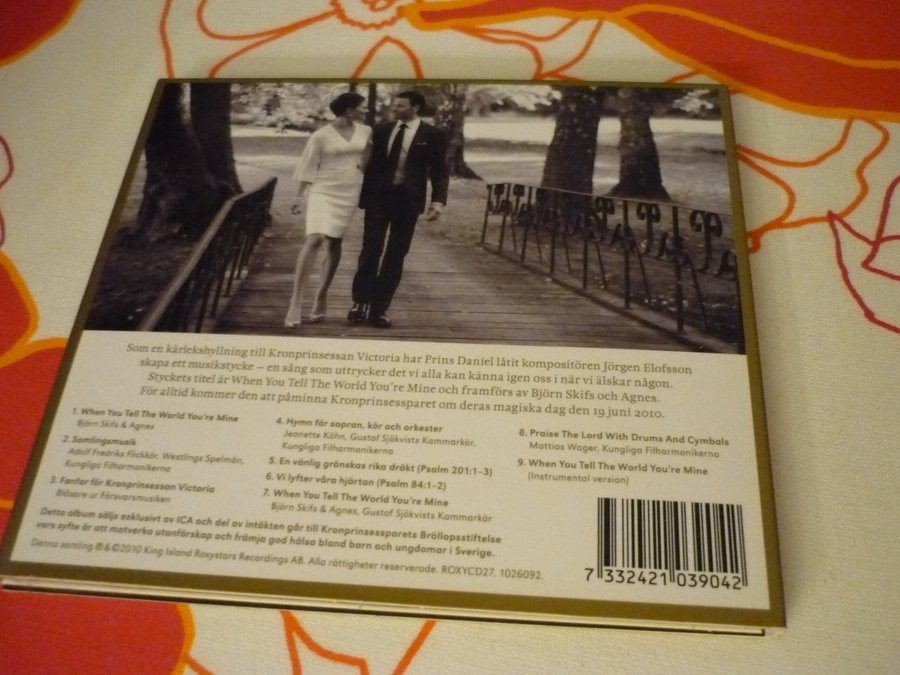 Som en kärlekshyllning till Kronprinsessan Victoria har Prins Daniel låtit kompositören Jörgen Elofsson
skapa ett musikstycke – en sång som uttrycker det vi alla kan känna igen oss i när vi älskar någon.
Styckets titel är When You Tell The World You're Mine och framförs av Björn Skifs och Agnes.
För alltid kommer den att påminna Kronprinsessparet om deras magiska dag den 19 juni 2010.
1. When You Tell The World You're Mine
Björn Skifs & Agnes
2. Samlingsmusik
Adolf Fredriks Flickkör, Westlings Spelmän,
Kungliga Filharmonikerna
3. Fanfar för Kronprinsessan Victoria
Blåsare ur Försvarsmusiken
4. Hymn för sopran, kör och orkester
Jeanette Köhn, Gustaf Sjökvists Kammarkör,
Kungliga Filharmonikerna
5. En vänlig grönskas rika dräkt (Psalm 201:1-3)
6. Vi lyfter våra hjärtan (Psalm 84:1-2)
7. When You Tell The World You're Mine
Björn Skifs & Agnes, Gustaf Sjökvists Kammarkör
8. Praise The Lord With Drums And Cymbals
Mattias Wager, Kungliga Filharmonikerna
9. When You Tell The World You're Mine
(Instrumental version)
Detta album säljs exklusivt av ICA och del av intäkten går till Kronprinsessparets Bröllopsstiftelse
vars syfte är att motverka utanförskap och främja god hälsa bland barn och ungdomar i Sverige.
Denna samling ℗&©2010 King Island Roxystars Recordings AB. Alla rättigheter reserverade. ROXYCD27. 1026092.
7 332421 039042